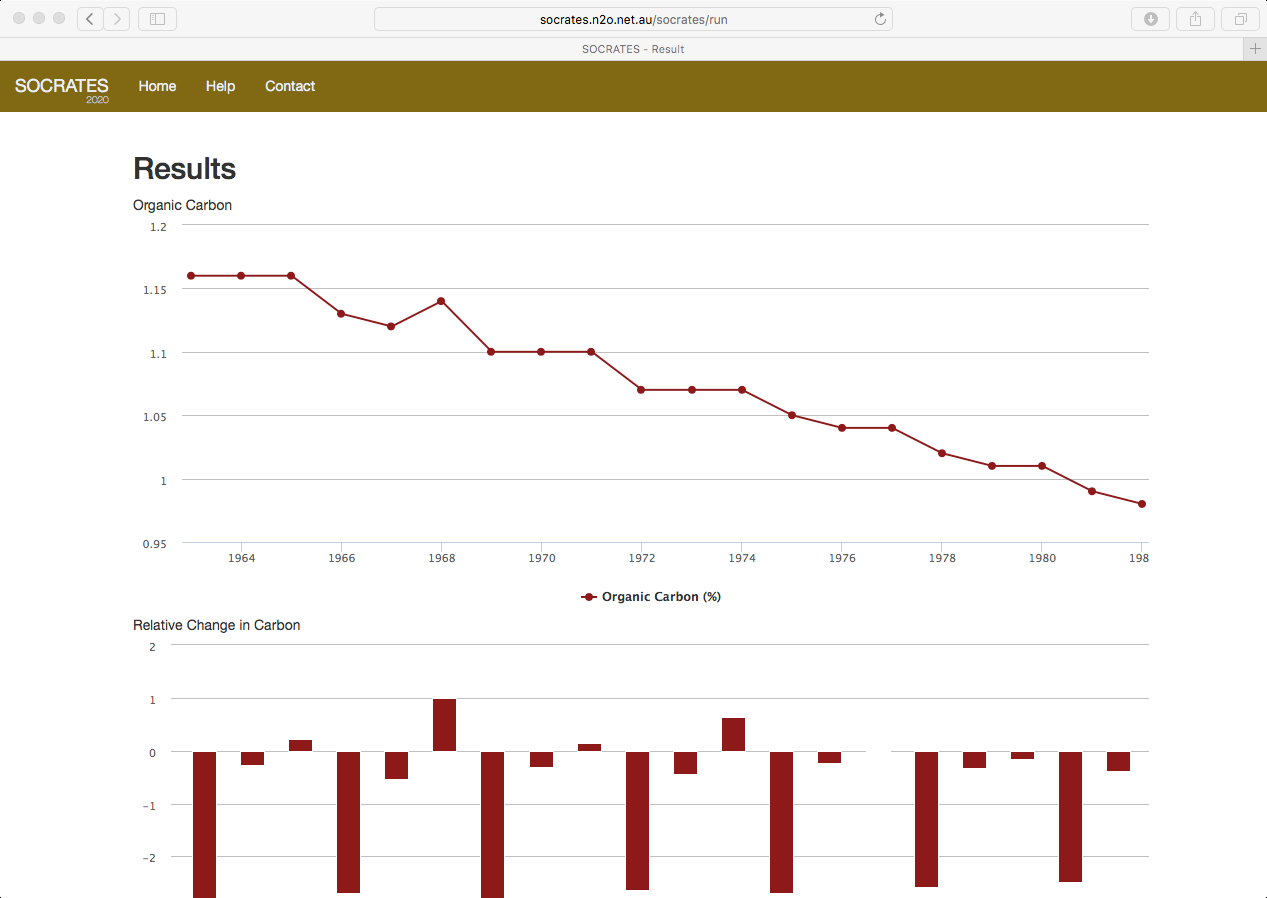 socrates.n2o.net.au/socrates/run
SOCRATES - Result
SOCRATES Home Help Contact
2020
Results
Organic Carbon
1.2
1.15
1.1
1.05
1
0.95
1964 1966 1968 1970 1972 1974 1976 1978 1980 198
Organic Carbon (%)
Relative Change in Carbon
2
1
0
−1
−2